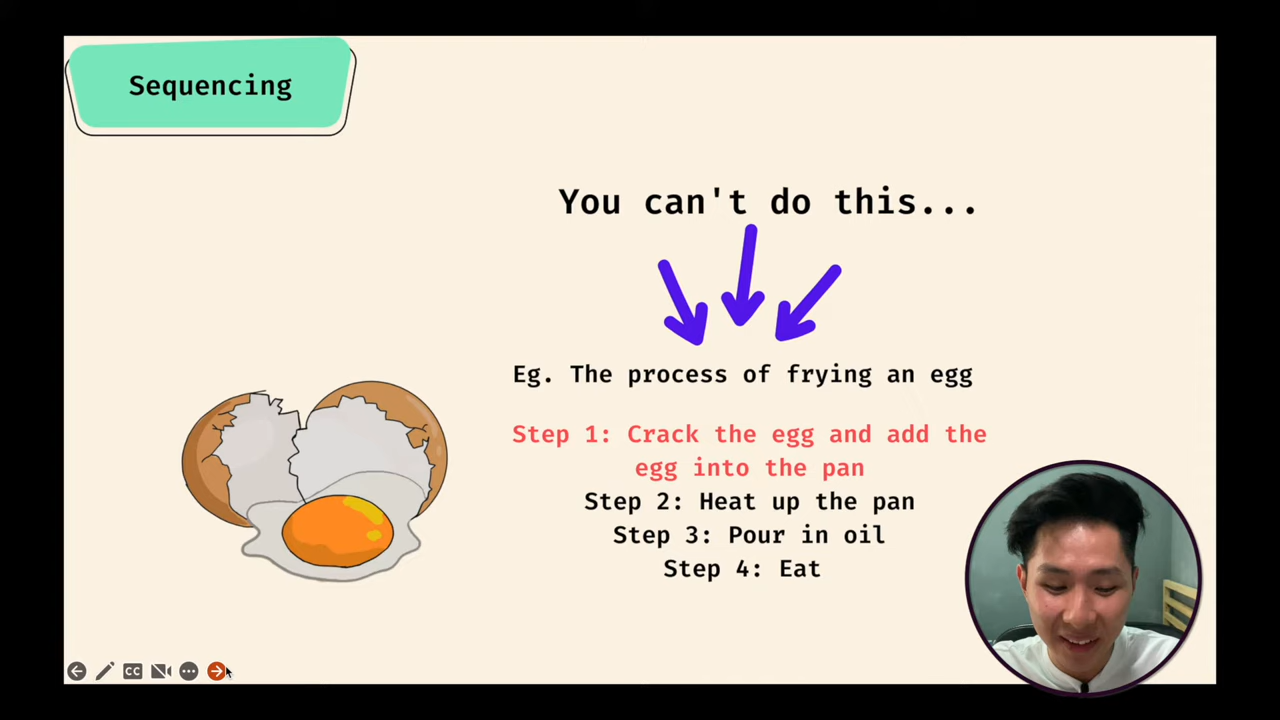 Sequencing
You can't do this...
Eg. The process of frying an egg
Step 1: Crack the egg and add the
egg into the pan
Step 2: Heat up the pan
Step 3: Pour in oil
Step 4: Eat
CC